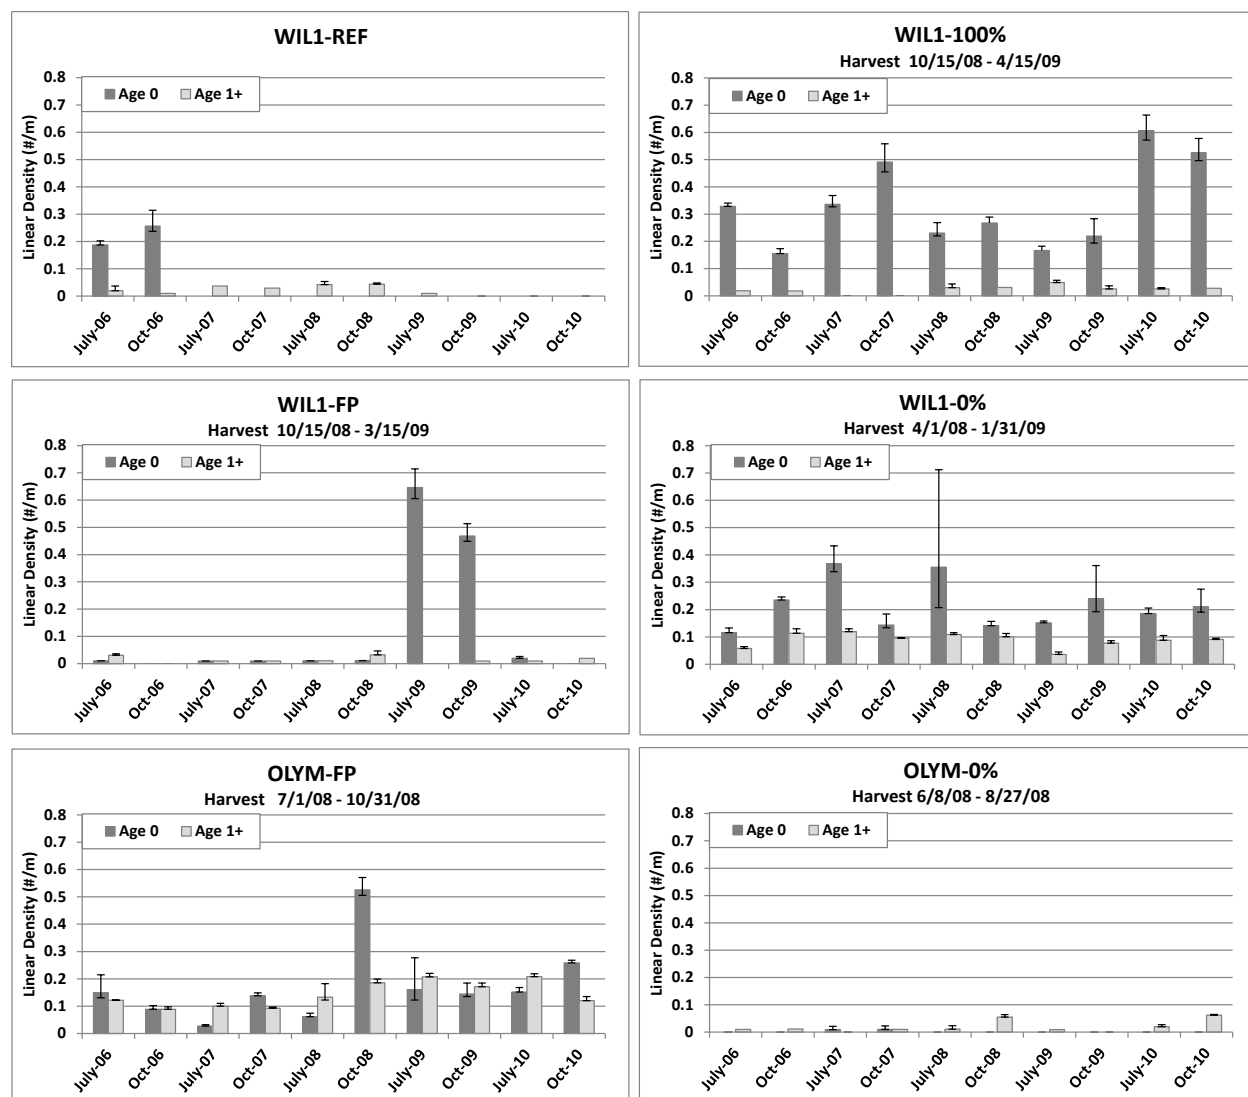 WIL1-REF
Age 0 Age 1+
Linear Density (#/m)
0.8
0.7
0.6
0.5
0.4
0.3
0.2
0.1
0
July-06 Oct-06 July-07 Oct-07 July-08 Oct-08 July-09 Oct-09 July-10 Oct-10
WIL1-100%
Harvest 10/15/08 - 4/15/09
Age 0 Age 1+
Linear Density (#/m)
0.8
0.7
0.6
0.5
0.4
0.3
0.2
0.1
0
July-06 Oct-06 July-07 Oct-07 July-08 Oct-08 July-09 Oct-09 July-10 Oct-10
WIL1-FP
Harvest 10/15/08 - 3/15/09
Age 0 Age 1+
Linear Density (#/m)
0.8
0.7
0.6
0.5
0.4
0.3
0.2
0.1
0
July-06 Oct-06 July-07 Oct-07 July-08 Oct-08 July-09 Oct-09 July-10 Oct-10
WIL1-0%
Harvest 4/1/08 - 1/31/09
Age 0 Age 1+
Linear Density (#/m)
0.8
0.7
0.6
0.5
0.4
0.3
0.2
0.1
0
July-06 Oct-06 July-07 Oct-07 July-08 Oct-08 July-09 Oct-09 July-10 Oct-10
OLYM-FP
Harvest 7/1/08 - 10/31/08
Age 0 Age 1+
Linear Density (#/m)
0.8
0.7
0.6
0.5
0.4
0.3
0.2
0.1
0
July-06 Oct-06 July-07 Oct-07 July-08 Oct-08 July-09 Oct-09 July-10 Oct-10
OLYM-0%
Harvest 6/8/08 - 8/27/08
Age 0 Age 1+
Linear Density (#/m)
0.8
0.7
0.6
0.5
0.4
0.3
0.2
0.1
0
July-06 Oct-06 July-07 Oct-07 July-08 Oct-08 July-09 Oct-09 July-10 Oct-10